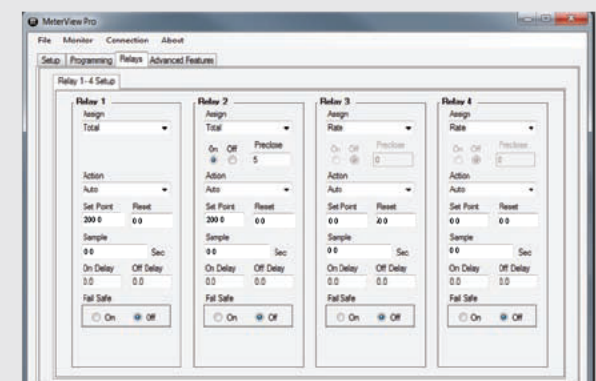 MeterView Pro
File Monitor Connection About
Setup Programming Relays Advanced Features
Relay 1-4 Setup
Relay 1
Assign
Total
Action
Auto
Set Point Reset
200 0 0 0
Sample
0 0 Sec
On Delay Off Delay
0.0 0.0
Fail Safe
On Off
Relay 2
Assign
Total
On Off Preclose
5
Action
Auto
Set Point Reset
200 0 0 0
Sample
0 0 Sec
On Delay Off Delay
0.0 0.0
Fail Safe
On Off
Relay 3
Assign
Rate
On Off Preclose
0
Action
Auto
Set Point Reset
0 0 0 0
Sample
0 0 Sec
On Delay Off Delay
0.0 0.0
Fail Safe
On Off
Relay 4
Assign
Rate
On Off Preclose
0
Action
Auto
Set Point Reset
0 0 0 0
Sample
0 0 Sec
On Delay Off Delay
0.0 0.0
Fail Safe
On Off